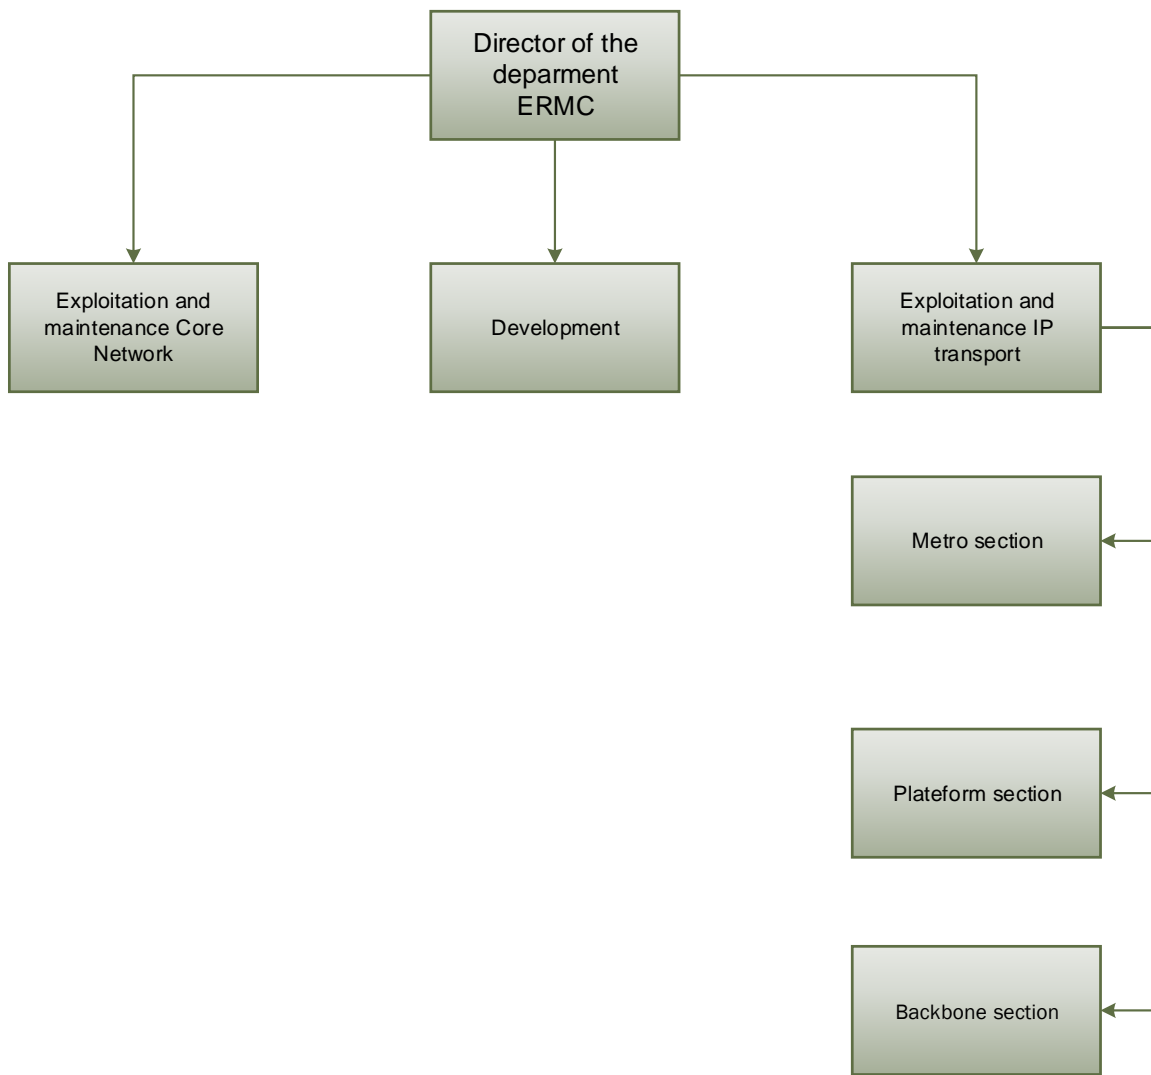 Director of the
deparment
ERMC
Exploitation and
maintenance Core
Network
Development
Exploitation and
maintenance IP
transport
Metro section
Plateform section
Backbone section